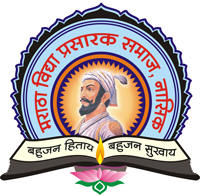 मराठा विद्या प्रसारक समाज, नाशिक
बहुजन हिताय बहुजन सुखाय